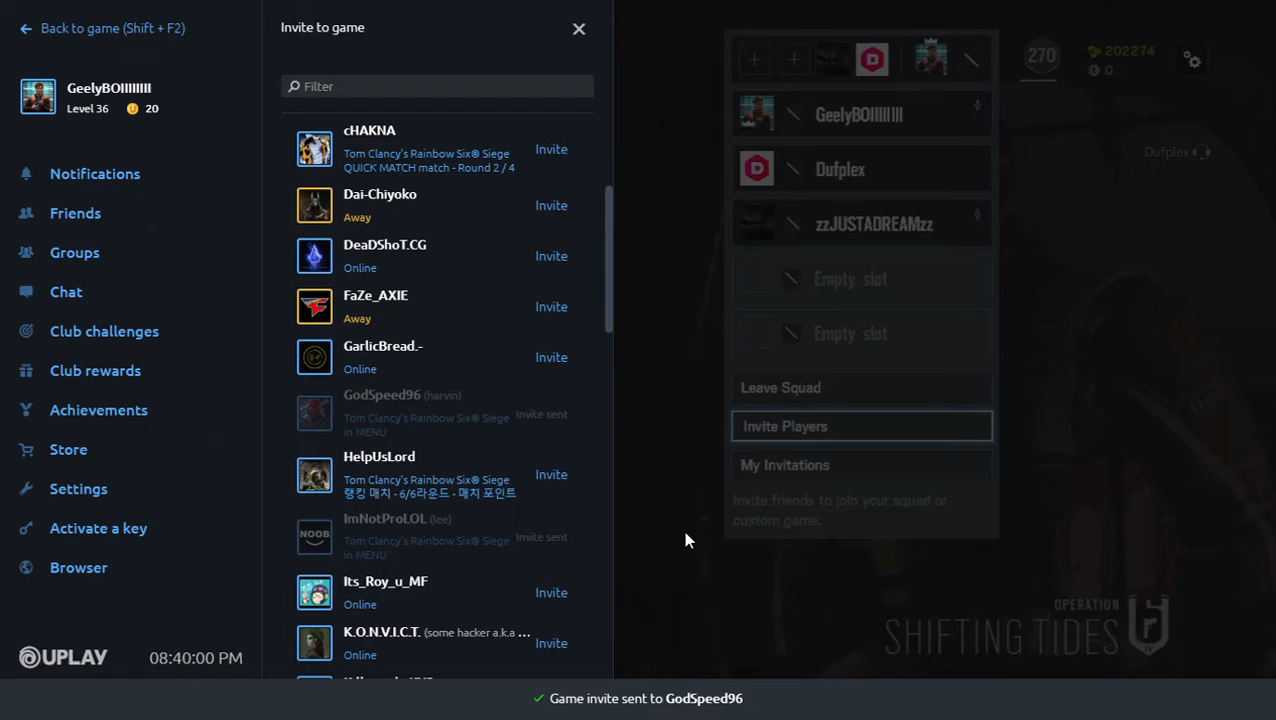 Back to game (Shift + F2)
GeelyBOIIIIIIII
Level 36 20
Notifications
Friends
Groups
Chat
Club challenges
Club rewards
Achievements
Store
Settings
Activate a key
Browser
UPLAY 08:40:00 PM
Invite to game
Filter
cHAKNA
Tom Clancy's Rainbow Six® Siege
QUICK MATCH match - Round 2 / 4
Invite
Dai-Chiyoko
Away
Invite
DeaDShoT.CG
Online
Invite
FaZe_AXIE
Away
Invite
GarlicBread.-
Online
Invite
GodSpeed96 (harvin)
Tom Clancy's Rainbow Six® Siege
in MENU
Invite sent
HelpUsLord
Tom Clancy's Rainbow Six® Siege
랭킹 매치 - 6/6라운드 - 매치 포인트
Invite
NOOB
ImNotProLOL (lee)
Tom Clancy's Rainbow Six® Siege
in MENU
Invite sent
Its_Roy_u_MF
Online
Invite
K.O.N.V.I.C.T. (some hacker a.k.a ...
Online
Invite
270
202274
0
GeelyBOIIIIIIII
Dufplex
zzJUSTADREAMzz
Empty slot
Empty slot
Leave Squad
Invite Players
My Invitations
Invite friends to join your squad or
custom game.
Dufplex
OPERATION
SHIFTING TIDES
Game invite sent to GodSpeed96